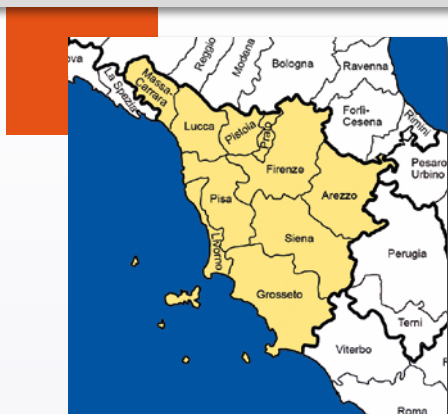 ova
Reggio
Modena
Bologna
Ravenna
La Spezia
Massa-
Carrara
Lucca
Pistoia
Prato
Forlì-
Cesena
Rimini
Firenze
Pesaro
Urbino
Pisa
Arezzo
Livorno
Siena
Perugia
Grosseto
Terni
Viterbo
Roma